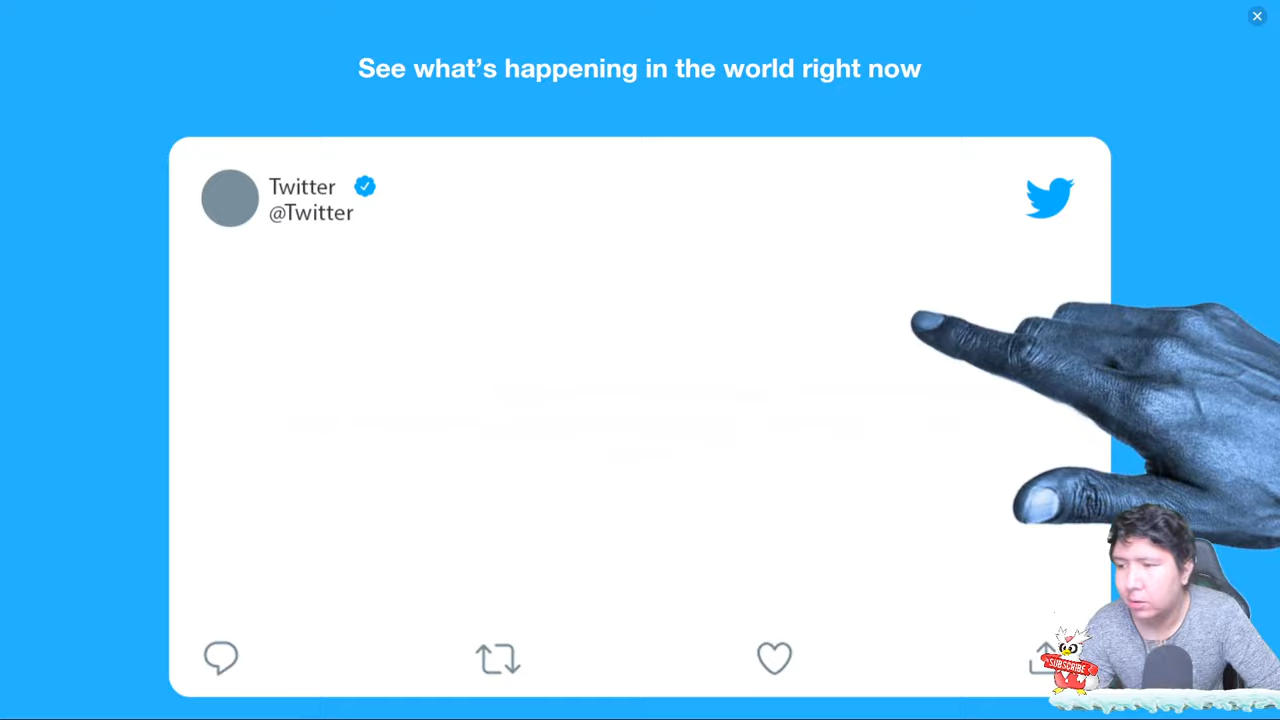 See what’s happening in the world right now
Twitter
@Twitter
SUBSCRIBE